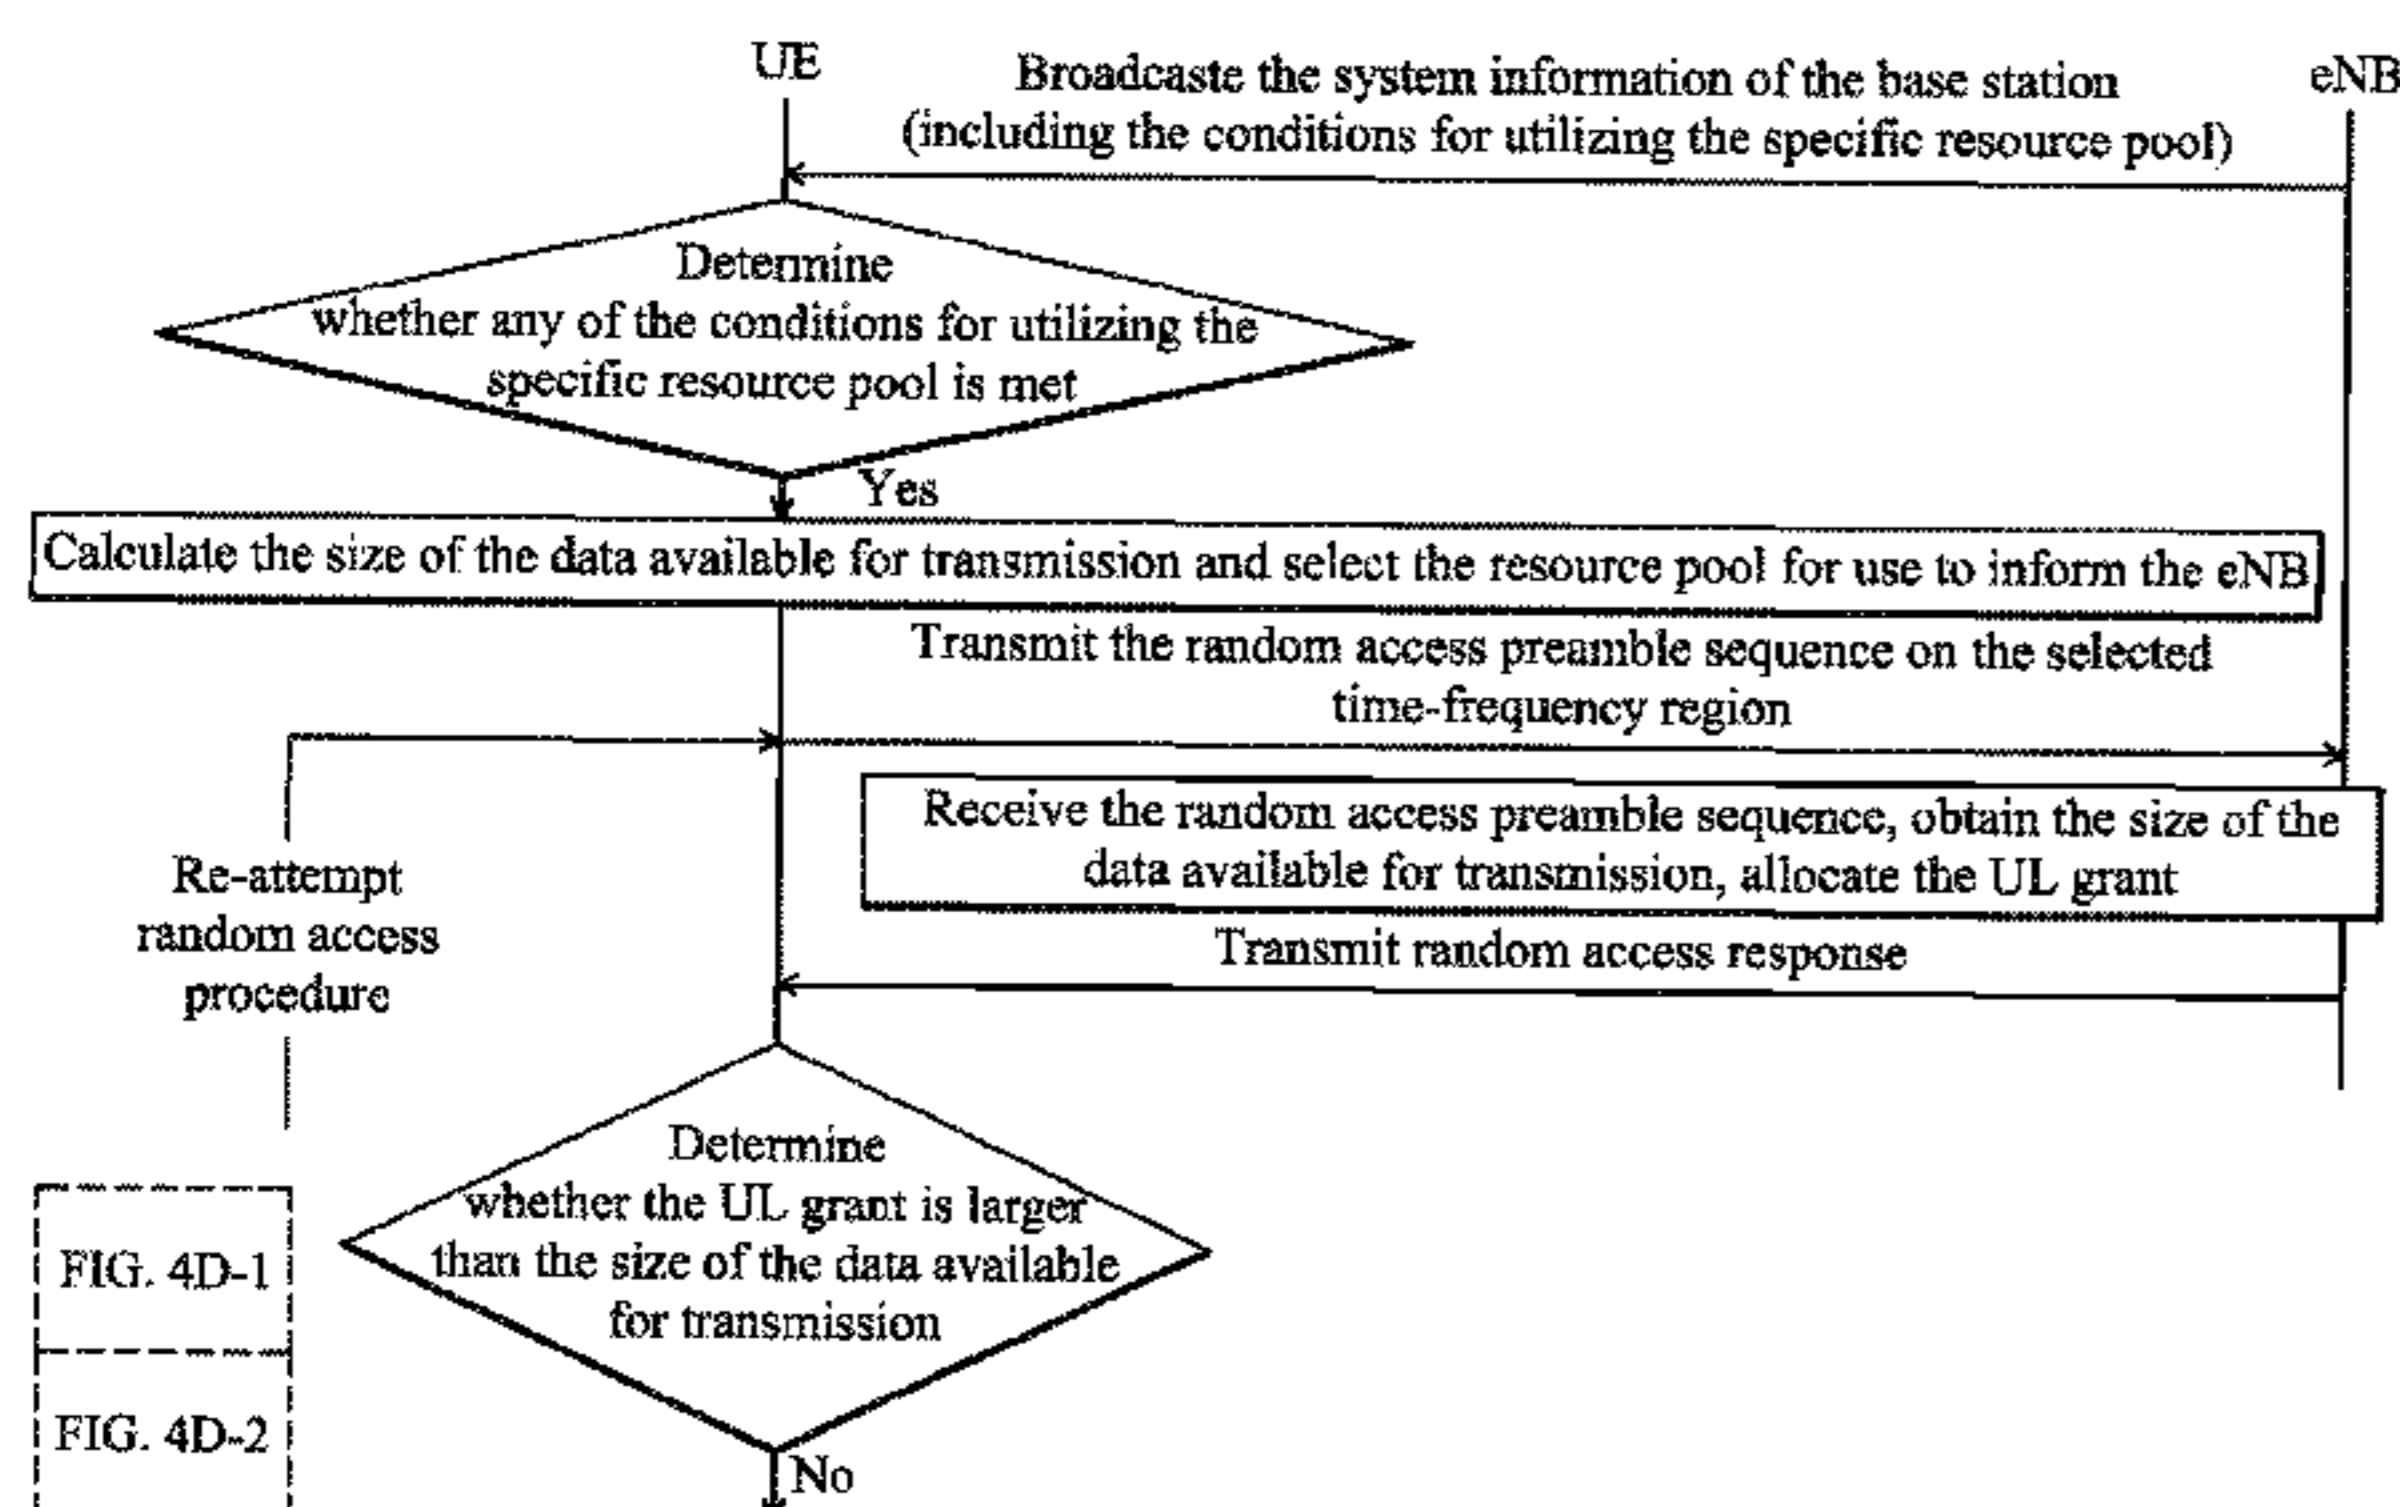 UE
Broadcaste the system information of the base station
(including the conditions for utilizing the specific resource pool)
eNB
Determine
whether any of the conditions for utilizing the
specific resource pool is met
Yes
Calculate the size of the data available for transmission and select the resource pool for use to inform the eNB
Transmit the random access preamble sequence on the selected
time-frequency region
Receive the random access preamble sequence, obtain the size of the
data available for transmission, allocate the UL grant
Re-attempt
random access
procedure
Transmit random access response
Determine
whether the UL grant is larger
than the size of the data available
for transmission
FIG. 4D-1
FIG. 4D-2
No